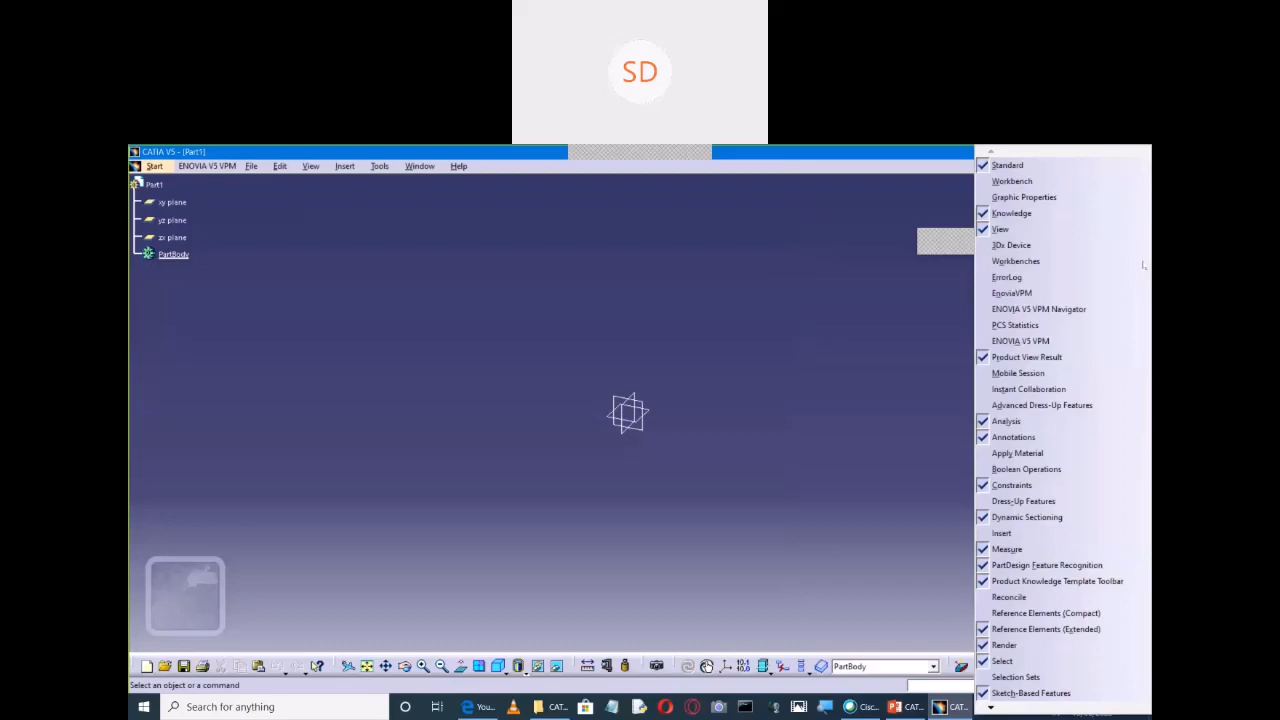 SD
CATIA V5 - [Part1]
Start ENOVIA V5 VPM File Edit View Insert Tools Window Help
Part1
xy plane
yz plane
zx plane
PartBody
Standard
Workbench
Graphic Properties
Knowledge
View
3Dx Device
Workbenches
ErrorLog
EnoviaVPM
ENOVIA V5 VPM Navigator
PCS Statistics
ENOVIA V5 VPM
Product View Result
Mobile Session
Instant Collaboration
Advanced Dress-Up Features
Analysis
Annotations
Apply Material
Boolean Operations
Constraints
Dress-Up Features
Dynamic Sectioning
Insert
Measure
PartDesign Feature Recognition
Product Knowledge Template Toolbar
Reconcile
Reference Elements (Compact)
Reference Elements (Extended)
Render
Select
Selection Sets
Sketch-Based Features
PartBody
Select an object or a command
Search for anything
You... CAT... Cisc... CAT... CAT...